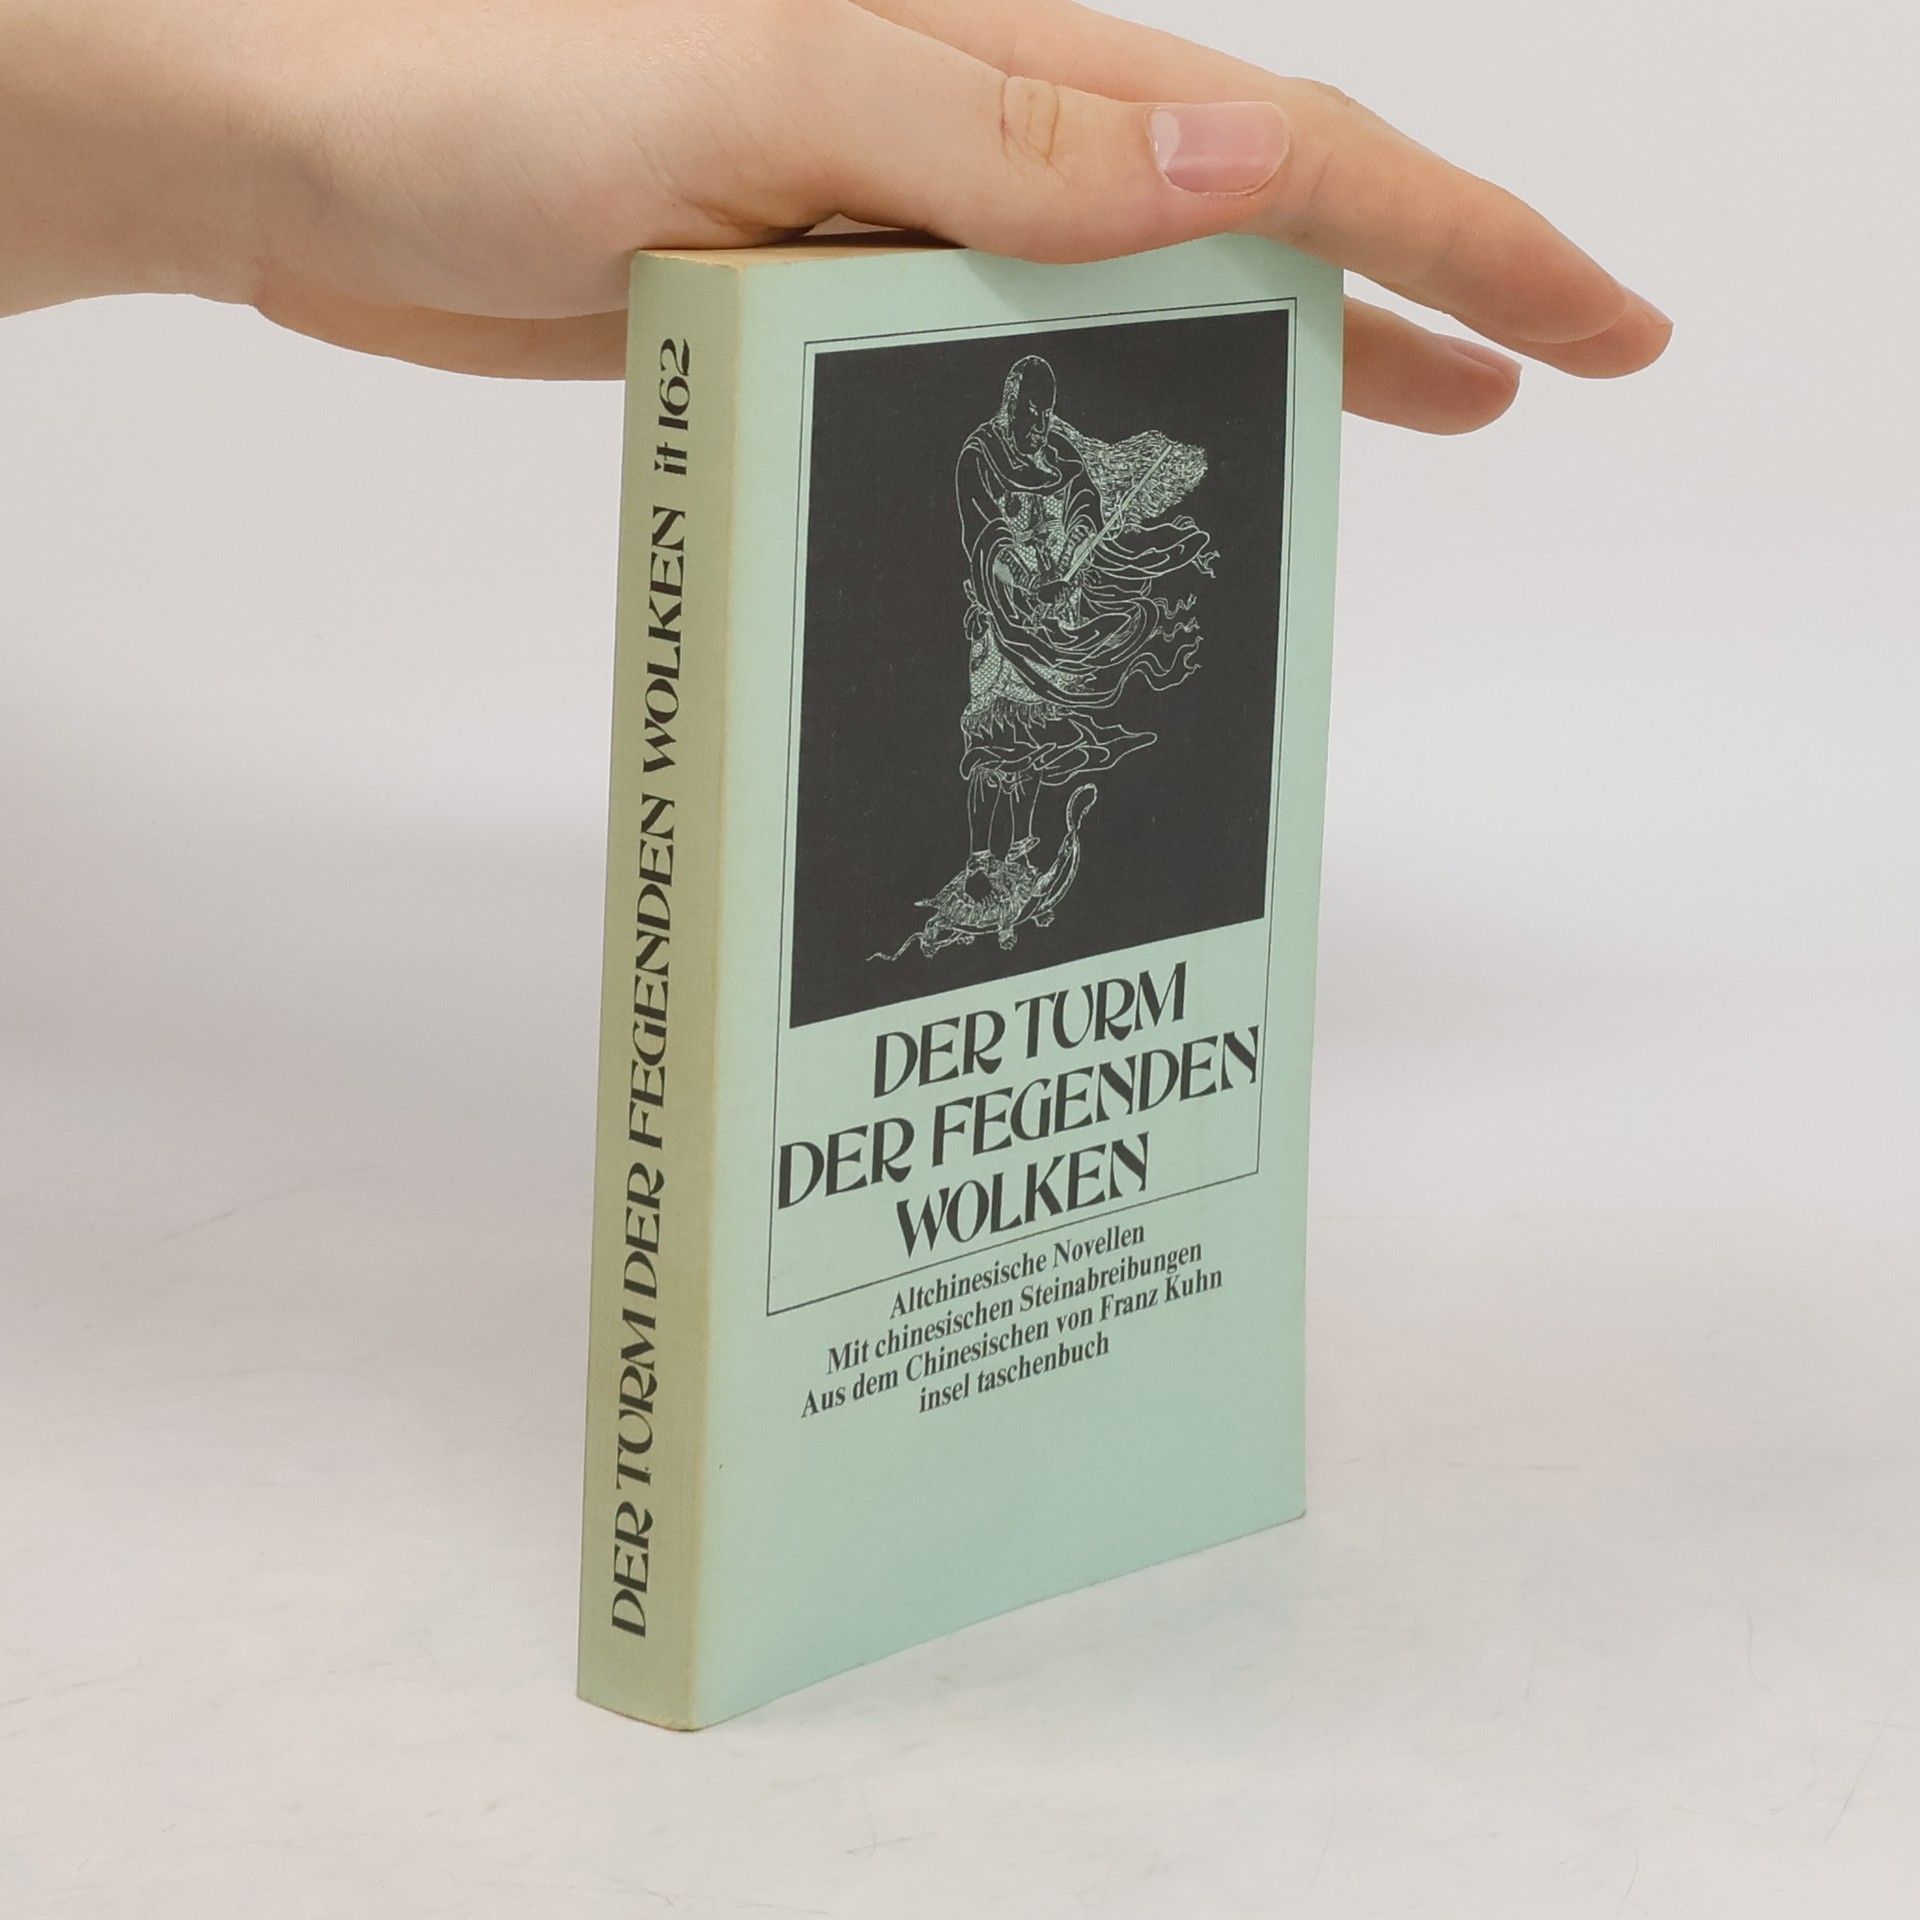 DER TURM DER FEGENDEN WOLKEN it 162
DER TURM
DER FEGENDEN
WOLKEN
Altchinesische Novellen
Mit chinesischen Steinabreibungen
Aus dem Chinesischen von Franz Kuhn
insel taschenbuch